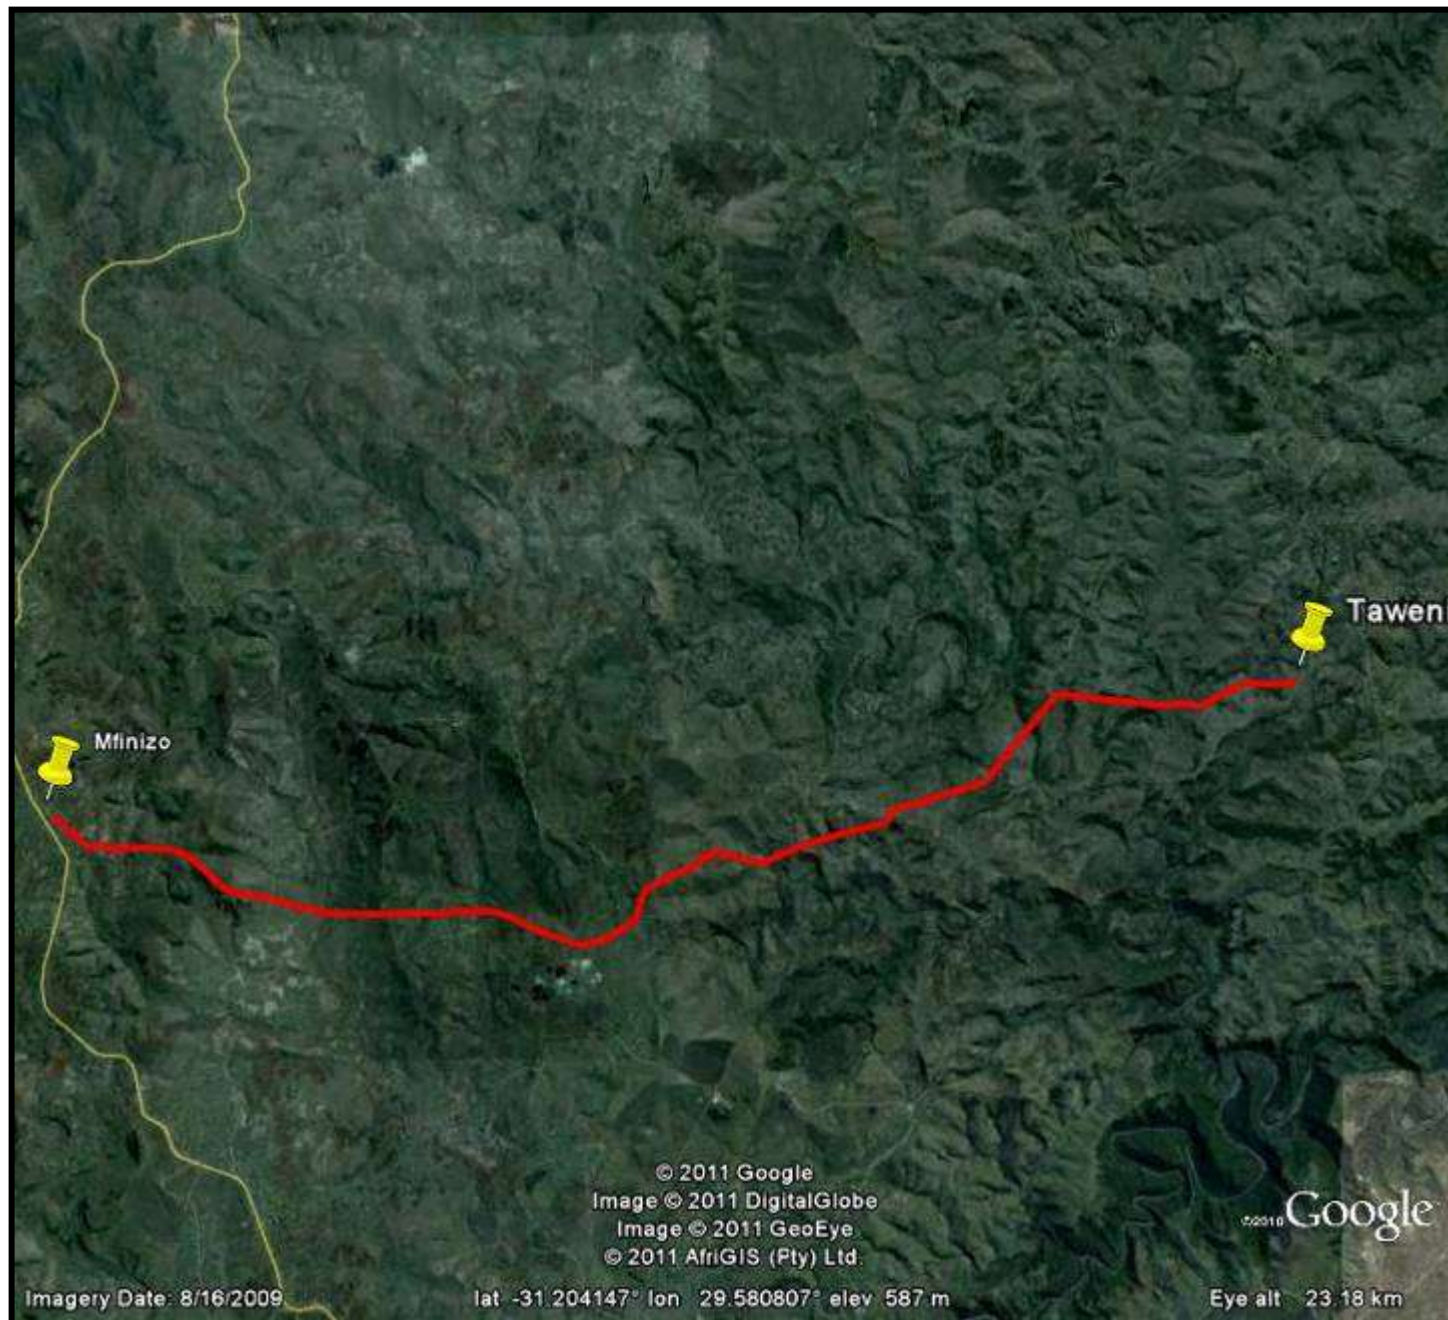 Tawen
Mfinizo
© 2011 Google
Image © 2011 DigitalGlobe
Image © 2011 GeoEye
© 2011 AfriGIS (Pty) Ltd.
©2010 Google
Imagery Date: 8/16/2009 lat -31.204147° lon 29.580807° elev 587 m Eye alt 23.18 km